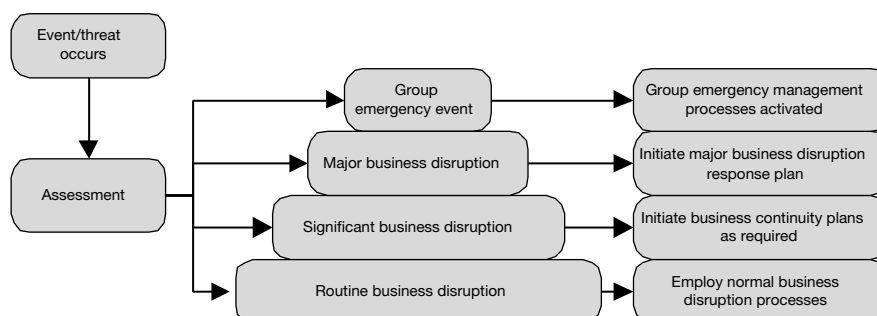 Event/threat
occurs
Assessment
Group
emergency event
Group emergency management
processes activated
Major business disruption
Initiate major business disruption
response plan
Significant business disruption
Initiate business continuity plans
as required
Routine business disruption
Employ normal business
disruption processes